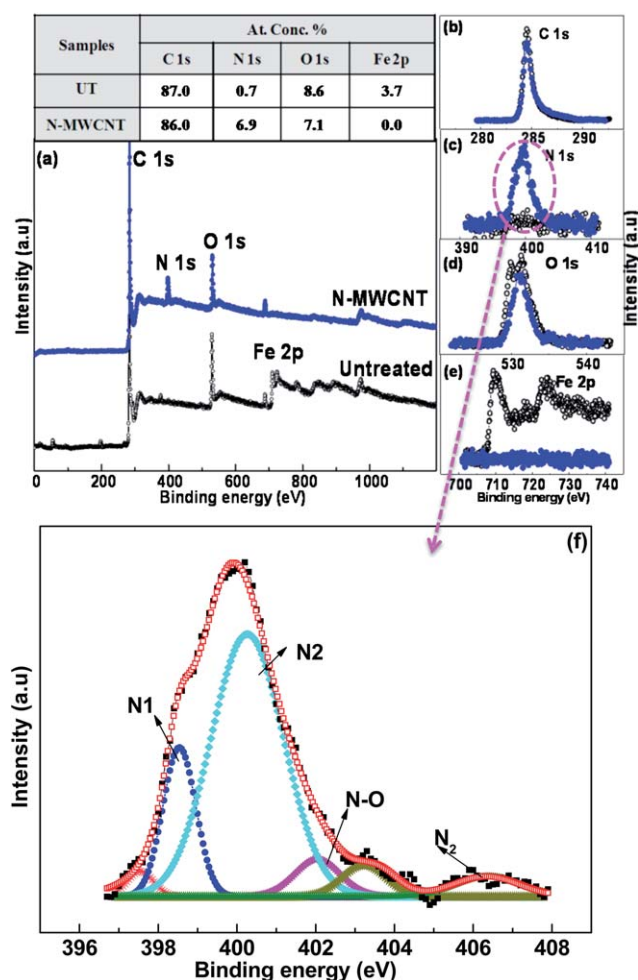 Samples At. Conc. %
C 1s N 1s O 1s Fe 2p
UT 87.0 0.7 8.6 3.7
N-MWCNT 86.0 6.9 7.1 0.0
(a)
C 1s
N 1s
O 1s
N-MWCNT
Fe 2p
Untreated
Intensity (a.u)
0 200 400 600 800 1000
Binding energy (eV)
(b)
C 1s
280 285 290
(c)
N 1s
390 400 410
(d)
O 1s
530 540
(e)
Fe 2p
700 710 720 730 740
Binding energy (eV)
Intensity (a.u)
(f)
N1
N2
N-O
N2
Intensity (a.u)
396 398 400 402 404 406 408
Binding energy (eV)